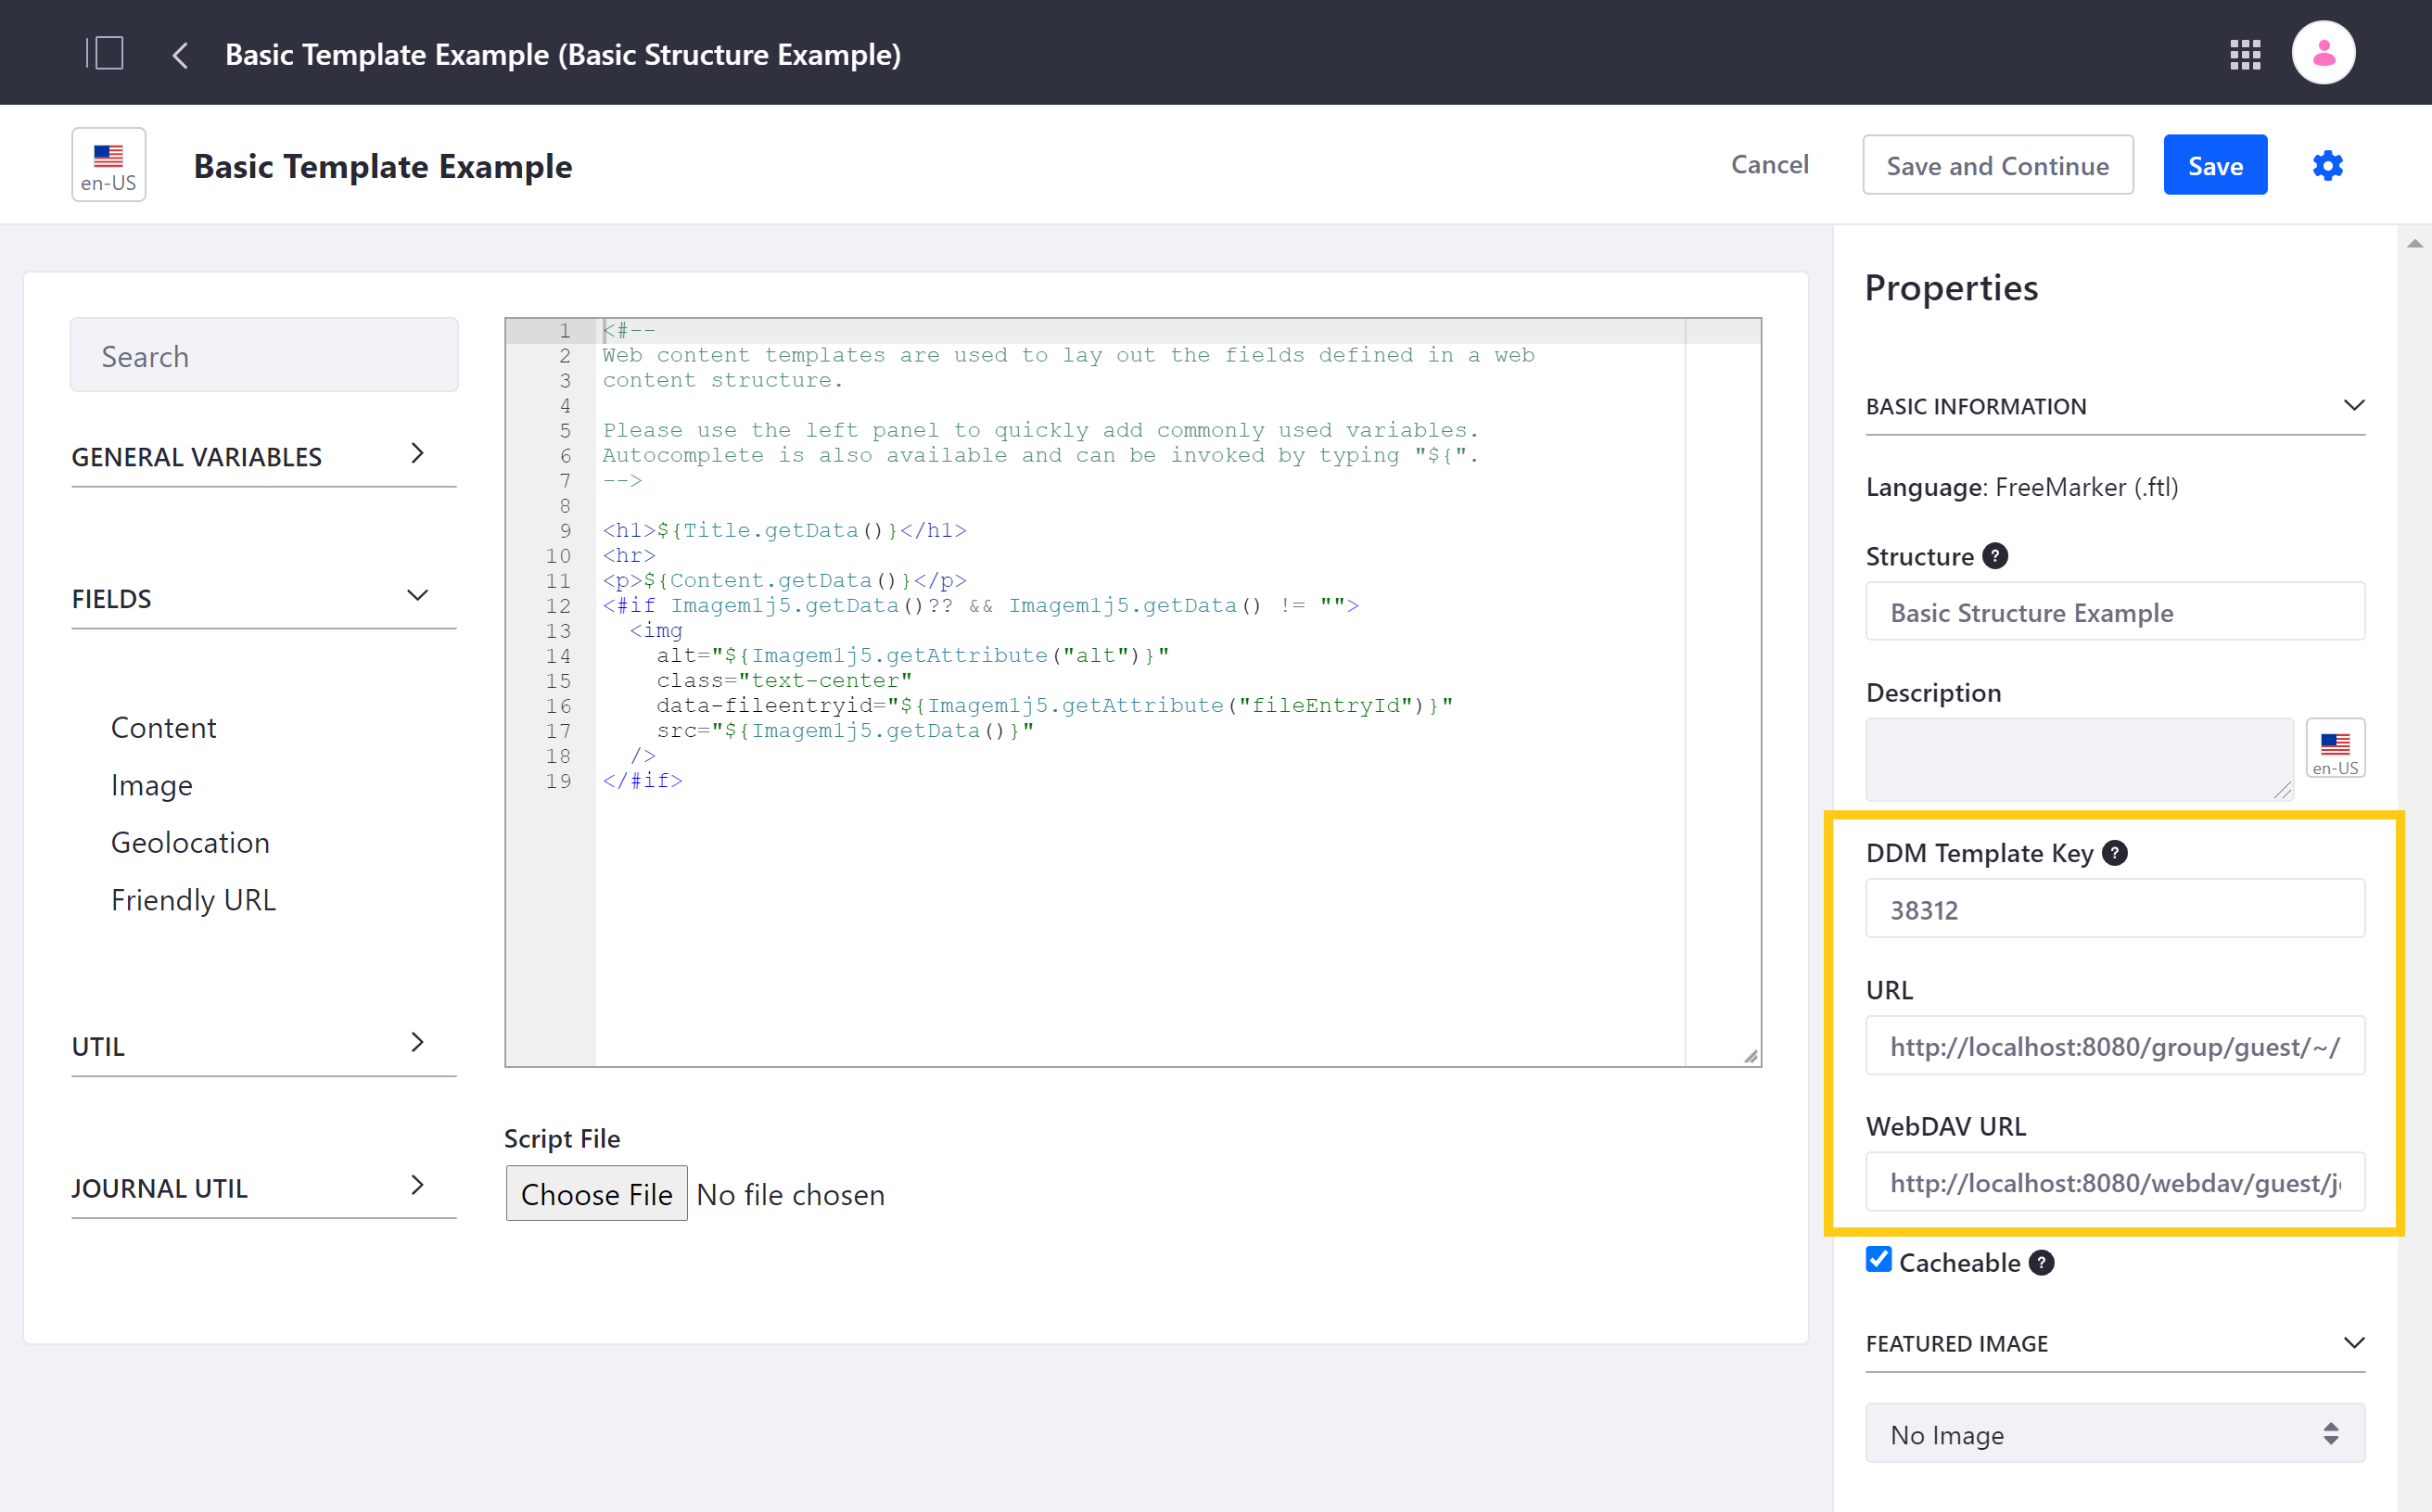 Basic Template Example (Basic Structure Example)
en-US
Basic Template Example
Cancel
Save and Continue
Save
Search
GENERAL VARIABLES
FIELDS
Content
Image
Geolocation
Friendly URL
UTIL
JOURNAL UTIL
1 <#--
2 Web content templates are used to lay out the fields defined in a web
3 content structure.
4
5 Please use the left panel to quickly add commonly used variables.
6 Autocomplete is also available and can be invoked by typing "${".
7 -->
8
9 <h1>${Title.getData()}</h1>
10 <hr>
11 <p>${Content.getData()}</p>
12 <#if Imagem1j5.getData()?? && Imagem1j5.getData() != "">
13 <img
14 alt="${Imagem1j5.getAttribute("alt")}"
15 class="text-center"
16 data-fileentryid="${Imagem1j5.getAttribute("fileEntryId")}"
17 src="${Imagem1j5.getData()}"
18 />
19 </#if>
Script File
Choose File No file chosen
Properties
BASIC INFORMATION
Language: FreeMarker (.ftl)
Structure ?
Basic Structure Example
Description
en-US
DDM Template Key ?
38312
URL
http://localhost:8080/group/guest/~/
WebDAV URL
http://localhost:8080/webdav/guest/j
Cacheable ?
FEATURED IMAGE
No Image